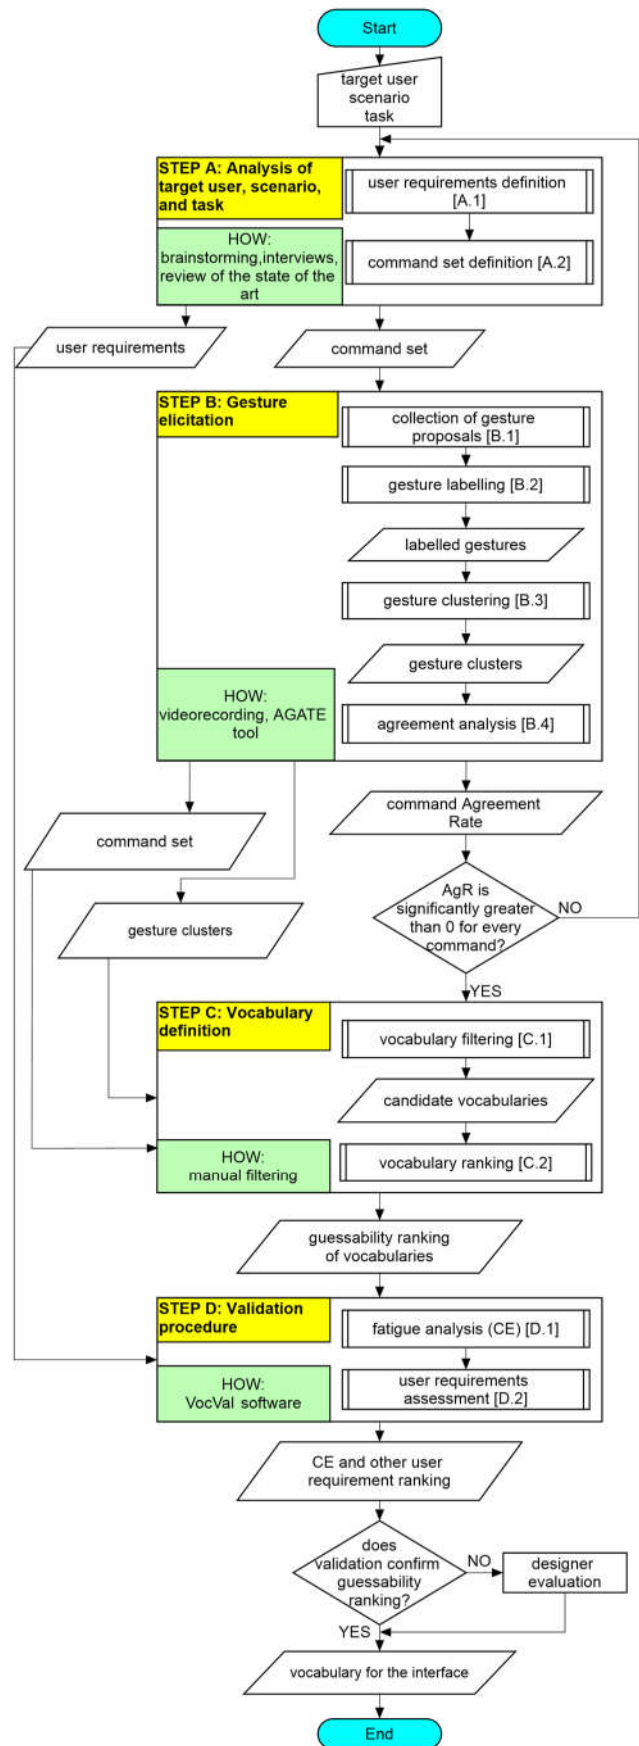 Start
target user
scenario
task
STEP A: Analysis of
target user, scenario,
and task
user requirements definition
[A.1]
HOW:
brainstorming,interviews,
review of the state of the
art
command set definition [A.2]
user requirements
command set
STEP B: Gesture
elicitation
collection of gesture
proposals [B.1]
gesture labelling [B.2]
labelled gestures
gesture clustering [B.3]
gesture clusters
HOW:
videorecording, AGATE
tool
agreement analysis [B.4]
command Agreement
Rate
command set
AgR is
significantly greater
than 0 for every
command?
NO
gesture clusters
YES
STEP C: Vocabulary
definition
vocabulary filtering [C.1]
candidate vocabularies
HOW:
manual filtering
vocabulary ranking [C.2]
guessability ranking
of vocabularies
STEP D: Validation
procedure
fatigue analysis (CE) [D.1]
HOW:
VocVal software
user requirements
assessment [D.2]
CE and other user
requirement ranking
does
validation confirm
guessability
ranking?
NO
designer
evaluation
YES
vocabulary for the interface
End